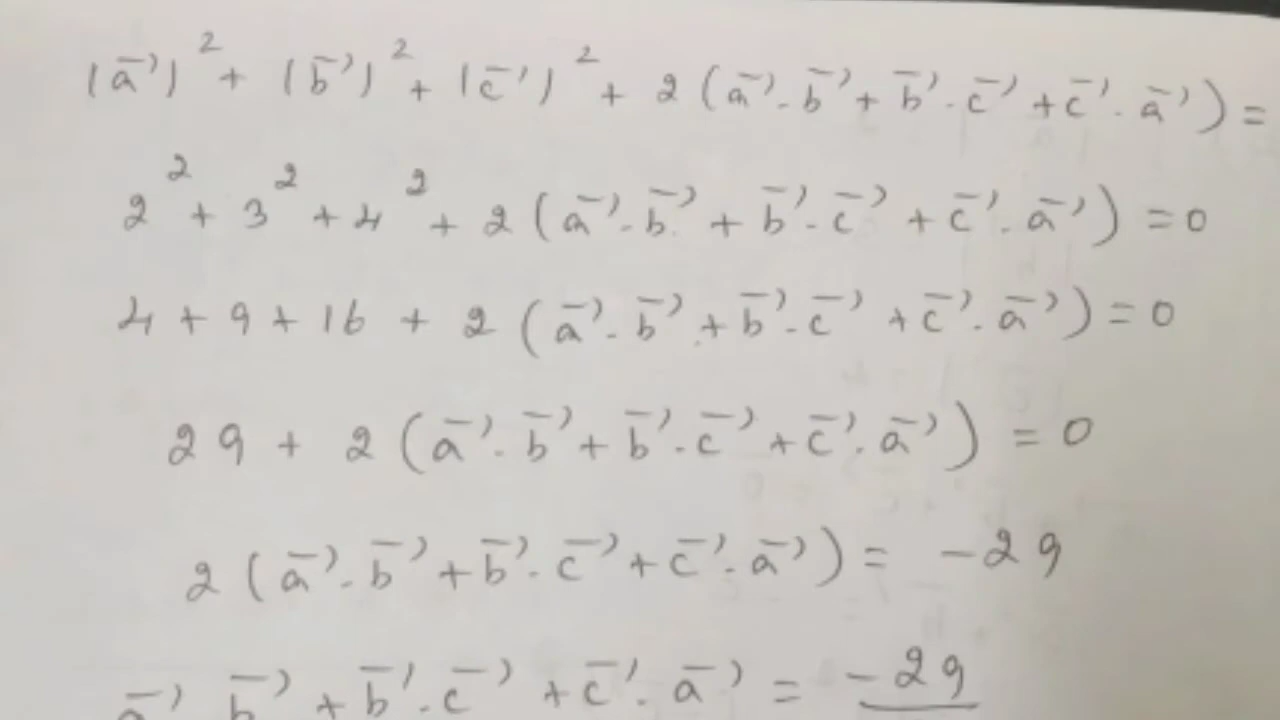 |a⃗|² + |b⃗|² + |c⃗|² + 2 (a⃗ · b⃗ + b⃗ · c⃗ + c⃗ · a⃗) =
2² + 3² + 4² + 2 (a⃗ · b⃗ + b⃗ · c⃗ + c⃗ · a⃗) = 0
4 + 9 + 16 + 2 (a⃗ · b⃗ + b⃗ · c⃗ + c⃗ · a⃗) = 0
29 + 2 (a⃗ · b⃗ + b⃗ · c⃗ + c⃗ · a⃗) = 0
2 (a⃗ · b⃗ + b⃗ · c⃗ + c⃗ · a⃗) = -29
a⃗ b⃗ + b⃗ · c⃗ + c⃗ · a⃗ = -29